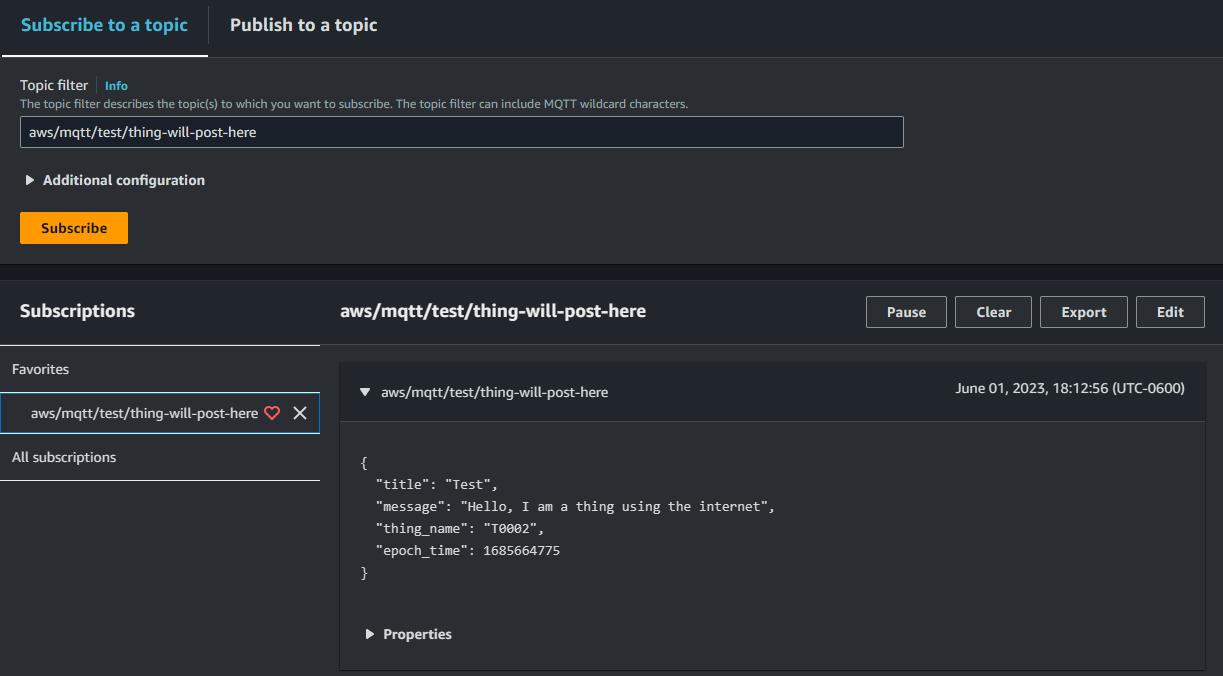 Subscribe to a topic
Publish to a topic
Topic filter
Info
The topic filter describes the topic(s) to which you want to subscribe. The topic filter can include MQTT wildcard characters.
aws/mqtt/test/thing-will-post-here
Additional configuration
Subscribe
Subscriptions
Favorites
aws/mqtt/test/thing-will-post-here
All subscriptions
aws/mqtt/test/thing-will-post-here
Pause
Clear
Export
Edit
aws/mqtt/test/thing-will-post-here
June 01, 2023, 18:12:56 (UTC-0600)
{
  "title": "Test",
  "message": "Hello, I am a thing using the internet",
  "thing_name": "T0002",
  "epoch_time": 1685664775
}
Properties